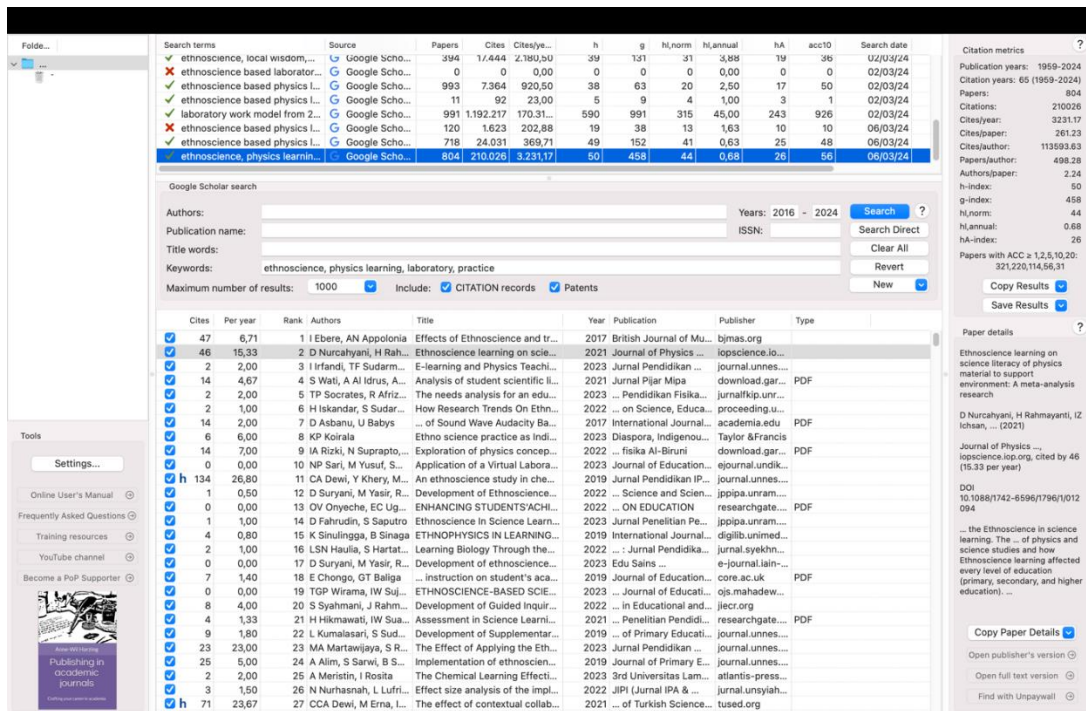 Folde...
...
-
Search terms Source Papers Cites Cites/ye... h g hI,norm hI,annual hA acc10 Search date
ethnoscience, local wisdom,... Google Scho... 394 17.444 2.180,50 39 131 31 3,88 19 36 02/03/24
ethnoscience based laborator... Google Scho... 0 0 0,00 0 0 0 0,00 0 0 02/03/24
ethnoscience based physics l... Google Scho... 993 7.364 920,50 38 63 20 2,50 17 50 02/03/24
ethnoscience based physics l... Google Scho... 11 92 23,00 5 9 4 1,00 3 1 02/03/24
laboratory work model from 2... Google Scho... 991 1.192.217 170.31... 590 991 315 45,00 243 926 02/03/24
ethnoscience based physics l... Google Scho... 120 1.623 202,88 19 38 13 1,63 10 10 06/03/24
ethnoscience based physics l... Google Scho... 718 24.031 369,71 49 152 41 0,63 25 48 06/03/24
ethnoscience, physics learnin... Google Scho... 804 210.026 3.231,17 50 458 44 0,68 26 56 06/03/24
Google Scholar search
Authors: Years: 2016 - 2024 Search ?
Publication name: ISSN: Search Direct
Title words: Clear All
Keywords: ethnoscience, physics learning, laboratory, practice Revert
Maximum number of results: 1000 Include: CITATION records Patents New
Cites Per year Rank Authors Title Year Publication Publisher Type
47 6,71 1 I Ebere, AN Appolonia Effects of Ethnoscience and tr... 2017 British Journal of Mu... bjmas.org
46 15,33 2 D Nurcahyani, H Rah... Ethnoscience learning on scie... 2021 Journal of Physics ... iopscience.io...
2 2,00 3 I Irfandi, TF Sudarm... E-learning and Physics Teachi... 2023 Jurnal Pendidikan ... journal.unnes....
14 4,67 4 S Wati, A Al Idrus, A... Analysis of student scientific li... 2021 Jurnal Pijar Mipa download.gar... PDF
2 2,00 5 TP Socrates, R Afriz... The needs analysis for an edu... 2023 ... Pendidikan Fisika... jurnalfkip.unr...
2 1,00 6 H Iskandar, S Sudar... How Research Trends On Ethn... 2022 ... on Science, Educa... proceeding.u...
14 2,00 7 D Asbanu, U Babys ... of Sound Wave Audacity Ba... 2017 International Journal... academia.edu PDF
6 6,00 8 KP Koirala Ethno science practice as Indi... 2023 Diaspora, Indigenou... Taylor &Francis
14 7,00 9 IA Rizki, N Suprapto,... Exploration of physics concep... 2022 ... fisika Al-Biruni download.gar... PDF
0 0,00 10 NP Sari, M Yusuf, S... Application of a Virtual Labora... 2023 Journal of Education... ejournal.undik...
h 134 26,80 11 CA Dewi, Y Khery, M... An ethnoscience study in che... 2019 Jurnal Pendidikan IP... journal.unnes....
1 0,50 12 D Suryani, M Yasir, R... Development of Ethnoscience... 2022 ... Science and Scien... jppipa.unram....
0 0,00 13 OV Onyeche, EC Ug... ENHANCING STUDENTS'ACHI... 2022 ... ON EDUCATION researchgate... PDF
1 1,00 14 D Fahrudin, S Saputro Ethnoscience In Science Learn... 2023 Jurnal Penelitian Pe... jppipa.unram....
4 0,80 15 K Sinulingga, B Sinaga ETHNOPHYSICS IN LEARNING... 2019 International Journal... digilib.unimed...
2 1,00 16 LSN Haulia, S Hartat... Learning Biology Through the... 2022 ... : Jurnal Pendidika... jurnal.syekhn...
0 0,00 17 D Suryani, M Yasir, R... Development of ethnoscience... 2023 Edu Sains ... e-journal.iain-...
7 1,40 18 E Chongo, GT Baliga ... instruction on student's aca... 2019 Journal of Education... core.ac.uk PDF
0 0,00 19 TGP Wirama, IW Suj... ETHNOSCIENCE-BASED SCIE... 2023 ... Journal of Educati... ojs.mahadew...
8 4,00 20 S Syahmani, J Rahm... Development of Guided Inquir... 2022 ... in Educational and... jiecr.org
4 1,33 21 H Hikmawati, IW Sua... Assessment in Science Learni... 2021 ... Penelitian Pendidi... researchgate... PDF
9 1,80 22 L Kumalasari, S Sud... Development of Supplementar... 2019 ... of Primary Educati... journal.unnes....
23 23,00 23 MA Martawijaya, S... The Effect of Applying the Eth... 2023 Jurnal Pendidikan ... journal.unnes....
25 5,00 24 A Alim, S Sarwi, B S... Implementation of ethnoscien... 2019 Journal of Primary E... journal.unnes....
2 2,00 25 A Meristin, I Rosita The Chemical Learning Effecti... 2023 3rd Universitas Lam... atlantis-press...
3 1,50 26 N Nurhasnah, L Lufri... Effect size analysis of the impl... 2022 JIPI (Jurnal IPA & ... jurnal.unsyiah...
h 71 23,67 27 CCA Dewi, M Erna, I... The effect of contextual collab... 2021 ... of Turkish Science... tused.org
Tools
Settings...
Online User's Manual
Frequently Asked Questions
Training resources
YouTube channel
Become a PoP Supporter
Anne-Wil Harzing
Publishing in
academic
journals
Citation metrics ?
Publication years: 1959-2024
Citation years: 65 (1959-2024)
Papers: 804
Citations: 210026
Cites/year: 3231.17
Cites/paper: 261.23
Cites/author: 113593.63
Papers/author: 498.28
Authors/paper: 2.24
h-index: 50
g-index: 458
hI,norm: 44
hI,annual: 0.68
hA-index: 26
Papers with ACC ≥ 1,2,5,10,20:
321,220,114,56,31
Copy Results
Save Results
Paper details ?
Ethnoscience learning on
science literacy of physics
material to support
environment: A meta-analysis
research
D Nurcahyani, H Rahmayanti, IZ
Ichsan, ... (2021)
Journal of Physics ...,
iopscience.iop.org, cited by 46
(15.33 per year)
DOI
10.1088/1742-6596/1796/1/012
094
... the Ethnoscience in science
learning. The ... of physics and
science studies and how
Ethnoscience learning affected
every level of education
(primary, secondary, and higher
education). ...
Copy Paper Details
Open publisher's version
Open full text version
Find with Unpaywall